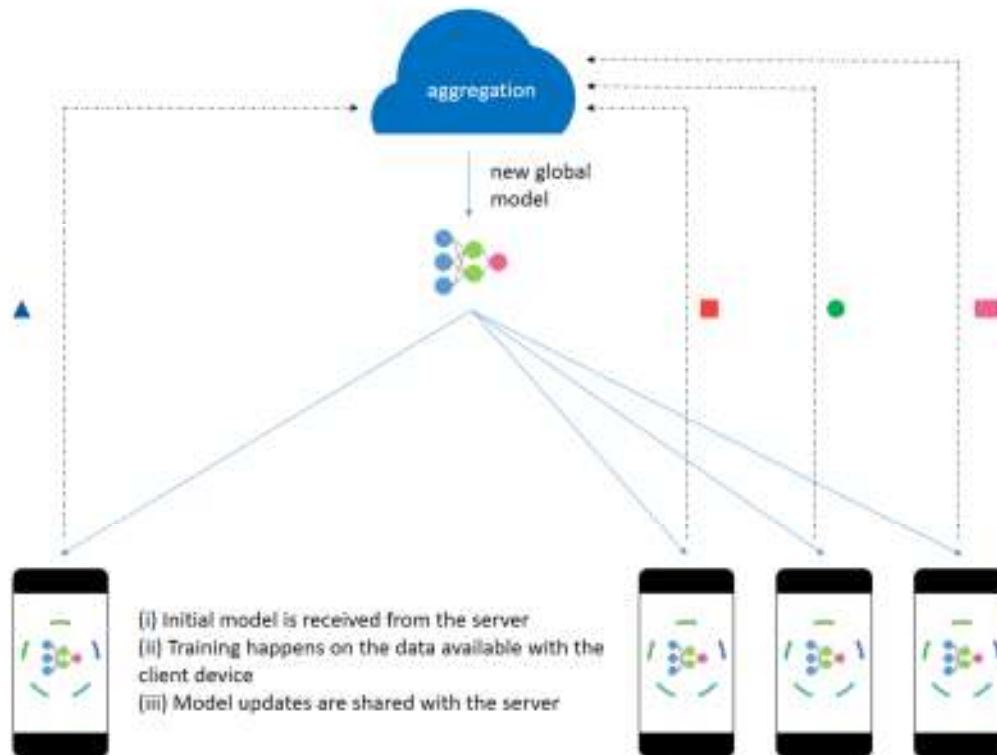 aggregation
new global
model
(i) Initial model is received from the server
(ii) Training happens on the data available with the
client device
(iii) Model updates are shared with the server